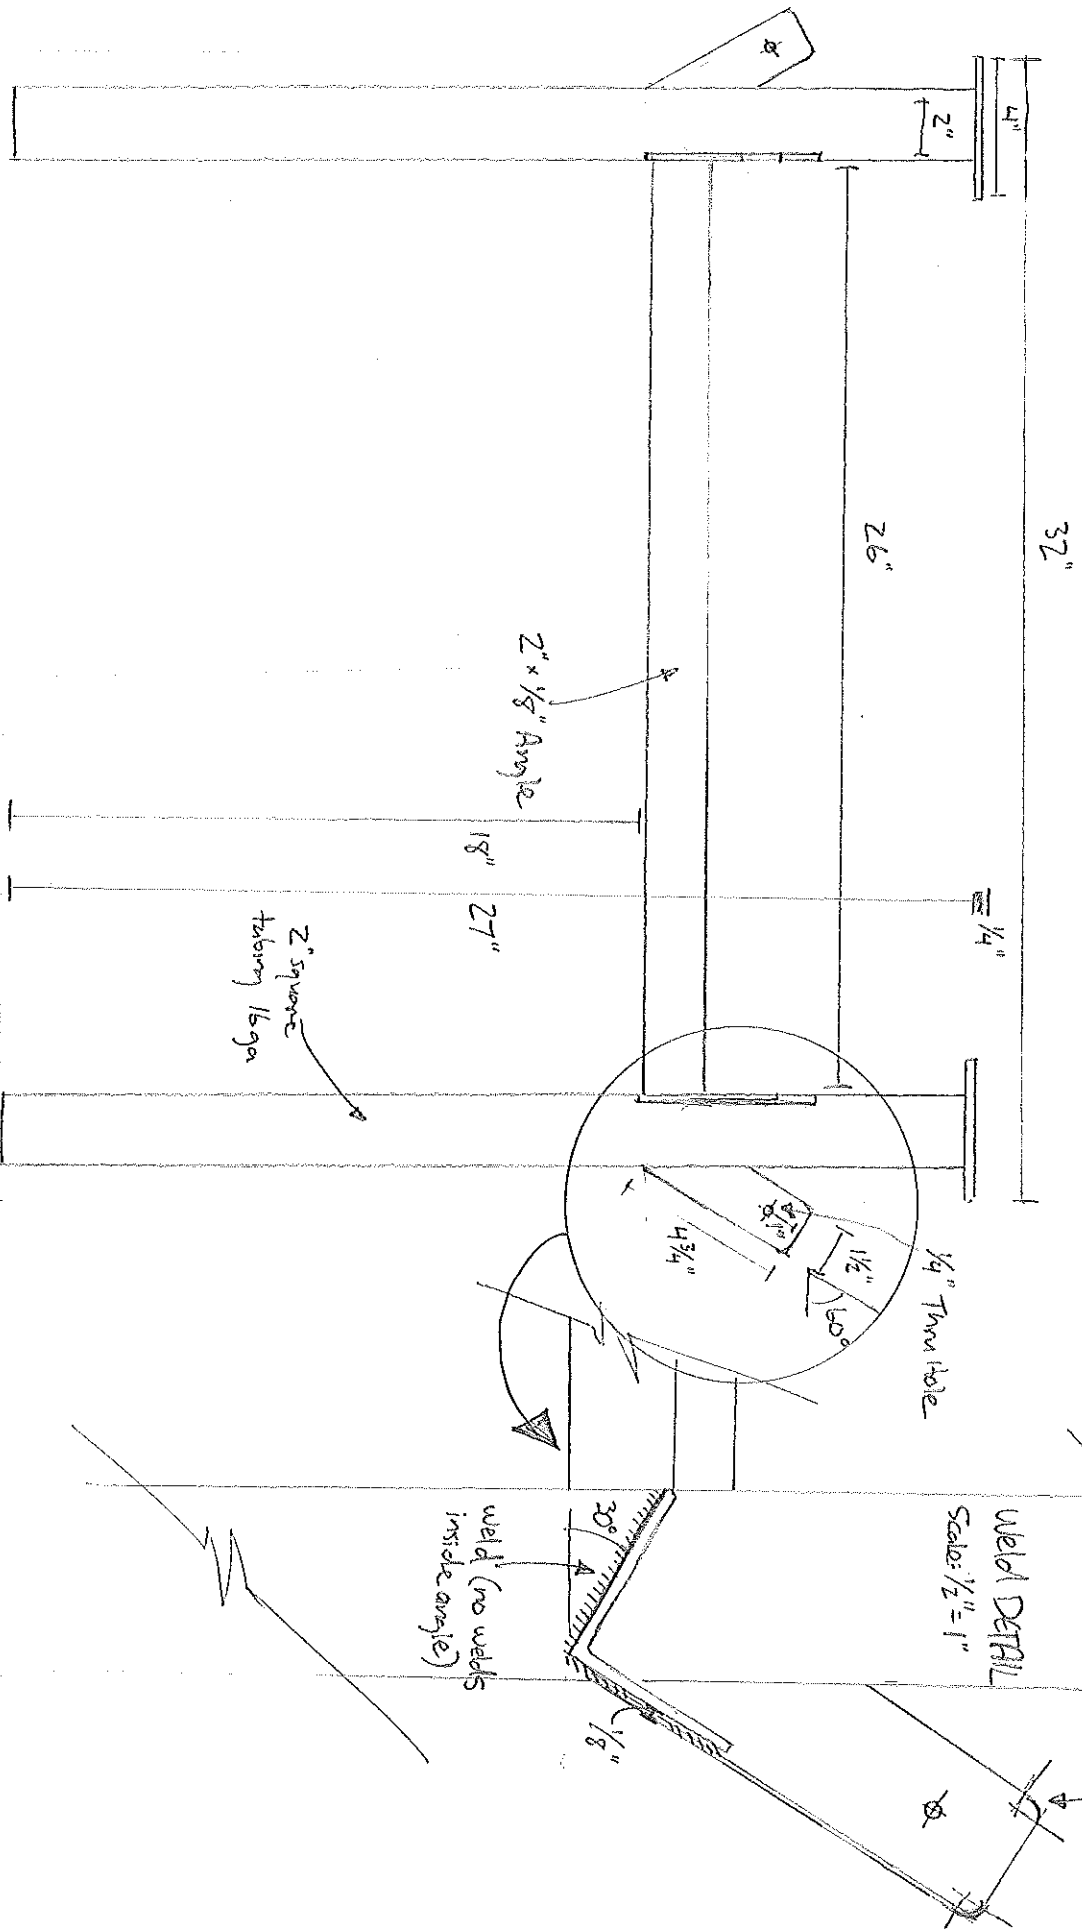 32"
4"
2"
26"
2" x 1/8" Angle
18"
27"
1/4"
2" square
tubing 16ga
1/4" Thru Hole
1 1/2"
60°
1"
4 3/4"
Weld DETAIL
Scale: 1/2" = 1"
30°
weld (no welds
inside angle)
1/8"